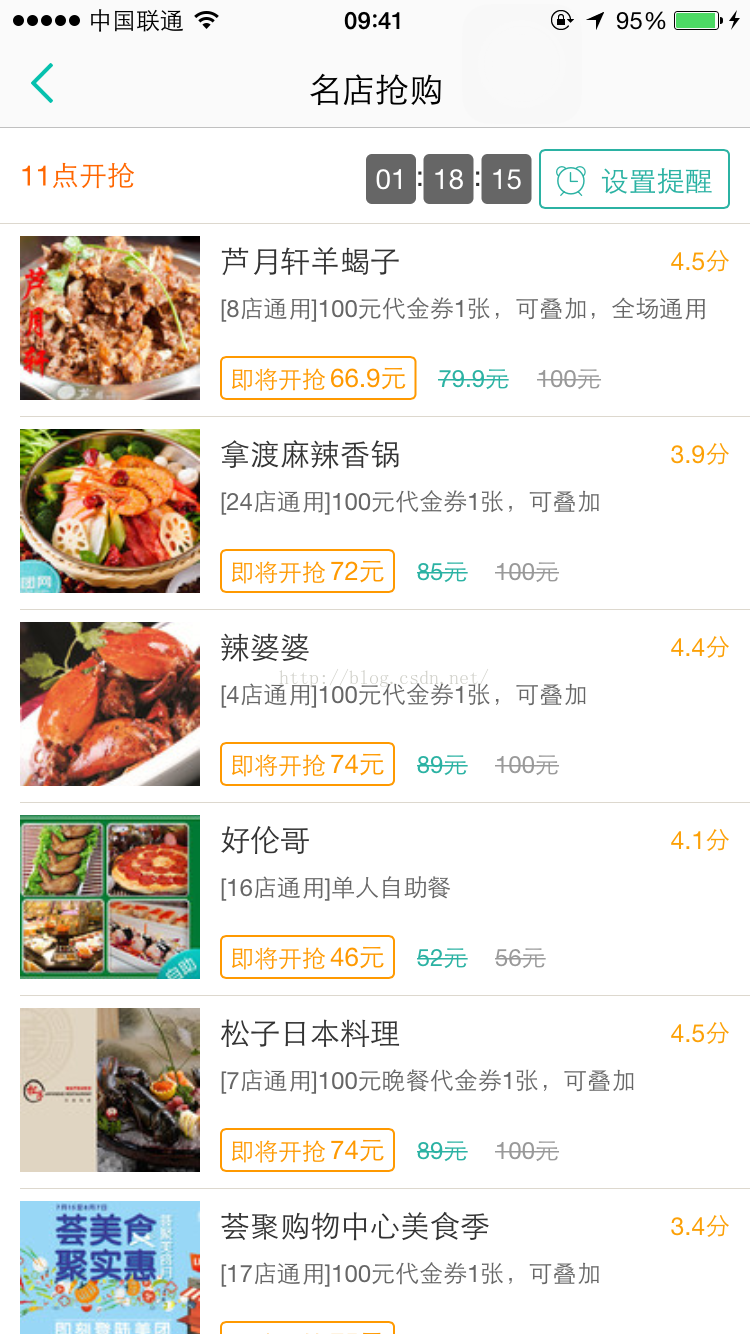 中国联通 09:41 95%
名店抢购
11点开抢 01:18:15 设置提醒
芦月轩
芦月轩羊蝎子 4.5分
[8店通用]100元代金券1张，可叠加，全场通用
即将开抢66.9元 79.9元 100元
团网
拿渡麻辣香锅 3.9分
[24店通用]100元代金券1张，可叠加
即将开抢72元 85元 100元
辣婆婆 4.4分
http://blog.csdn.net/
[4店通用]100元代金券1张，可叠加
即将开抢74元 89元 100元
自助
好伦哥 4.1分
[16店通用]单人自助餐
即将开抢46元 52元 56元
松子日本料理 4.5分
[7店通用]100元晚餐代金券1张，可叠加
即将开抢74元 89元 100元
荟美食
聚实惠
即刻登陆美团
荟聚购物中心美食季 3.4分
[17店通用]100元代金券1张，可叠加